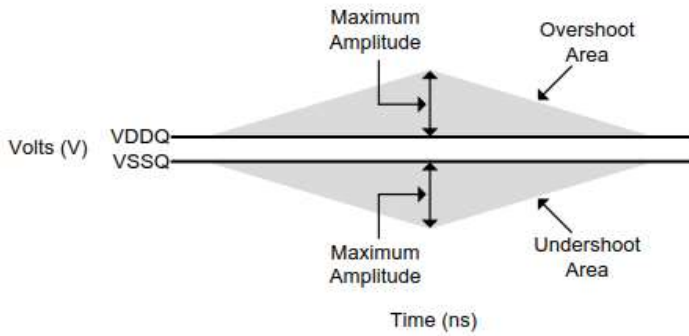 Maximum
Amplitude
Overshoot
Area
Volts (V)
VDDQ
VSSQ
Maximum
Amplitude
Undershoot
Area
Time (ns)